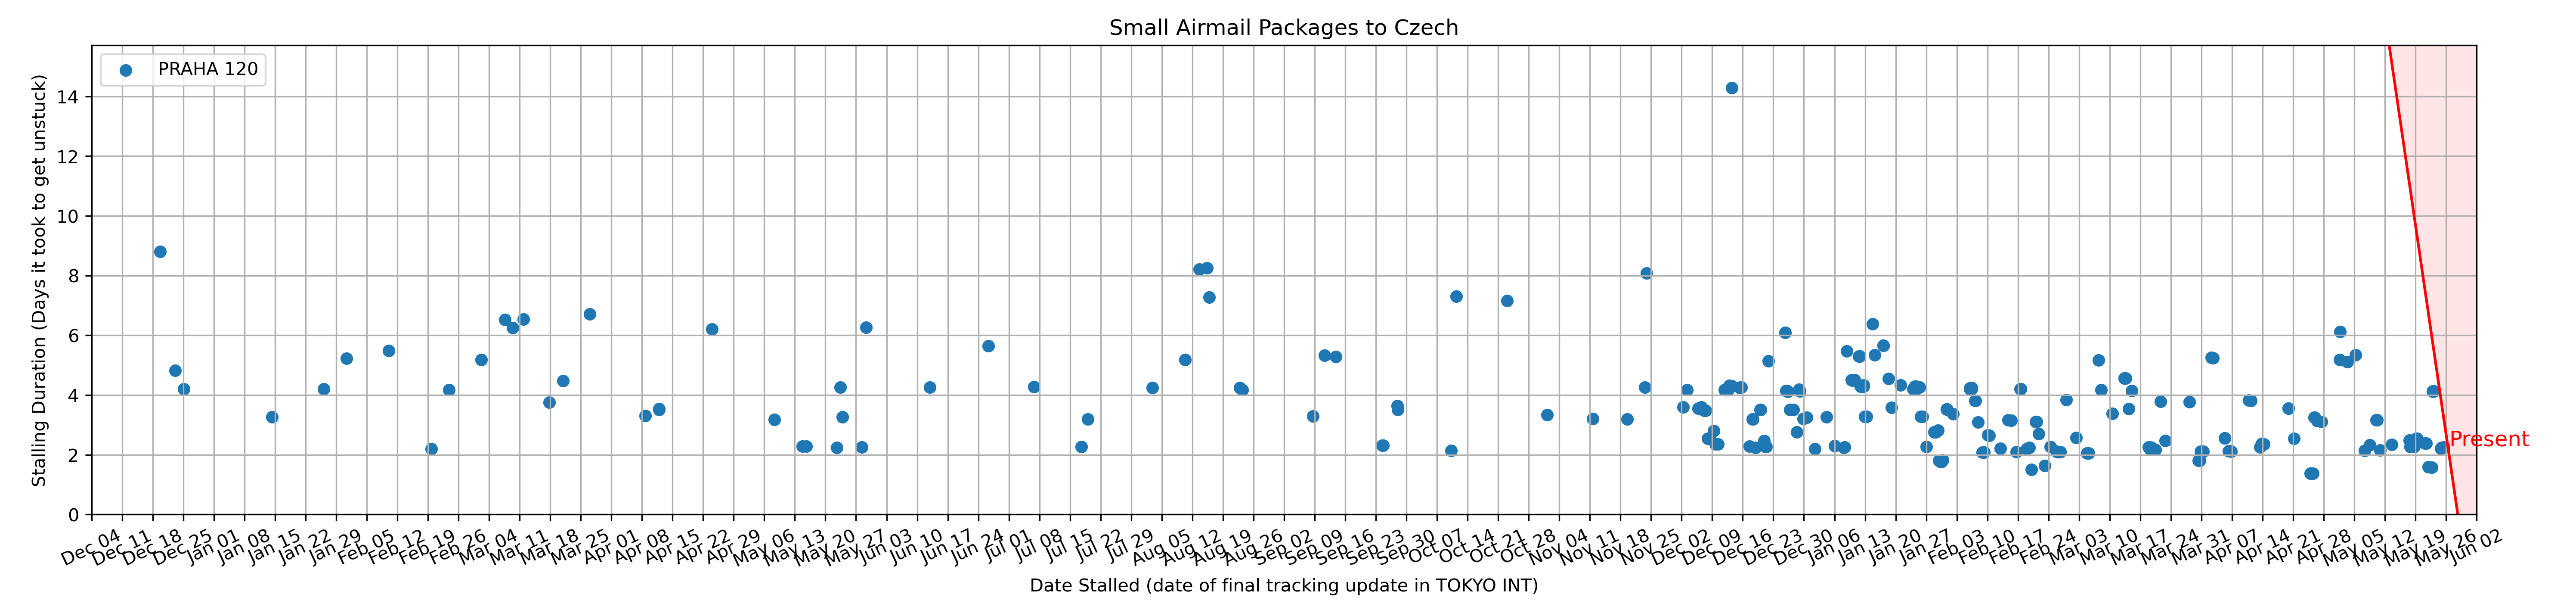 Small Airmail Packages to Czech
PRAHA 120
Stalling Duration (Days it took to get unstuck)
14
12
10
8
6
4
2
0
Present
Dec 04
Dec 11
Dec 18
Dec 25
Jan 01
Jan 08
Jan 15
Jan 22
Jan 29
Feb 05
Feb 12
Feb 19
Feb 26
Mar 04
Mar 11
Mar 18
Mar 25
Apr 01
Apr 08
Apr 15
Apr 22
Apr 29
May 06
May 13
May 20
May 27
Jun 03
Jun 10
Jun 17
Jun 24
Jul 01
Jul 08
Jul 15
Jul 22
Jul 29
Aug 05
Aug 12
Aug 19
Aug 26
Sep 02
Sep 09
Sep 16
Sep 23
Sep 30
Oct 07
Oct 14
Oct 21
Oct 28
Nov 04
Nov 11
Nov 18
Nov 25
Dec 02
Dec 09
Dec 16
Dec 23
Dec 30
Jan 06
Jan 13
Jan 20
Jan 27
Feb 03
Feb 10
Feb 17
Feb 24
Mar 03
Mar 10
Mar 17
Mar 24
Mar 31
Apr 07
Apr 14
Apr 21
Apr 28
May 05
May 12
May 19
May 26
Jun 02
Date Stalled (date of final tracking update in TOKYO INT)